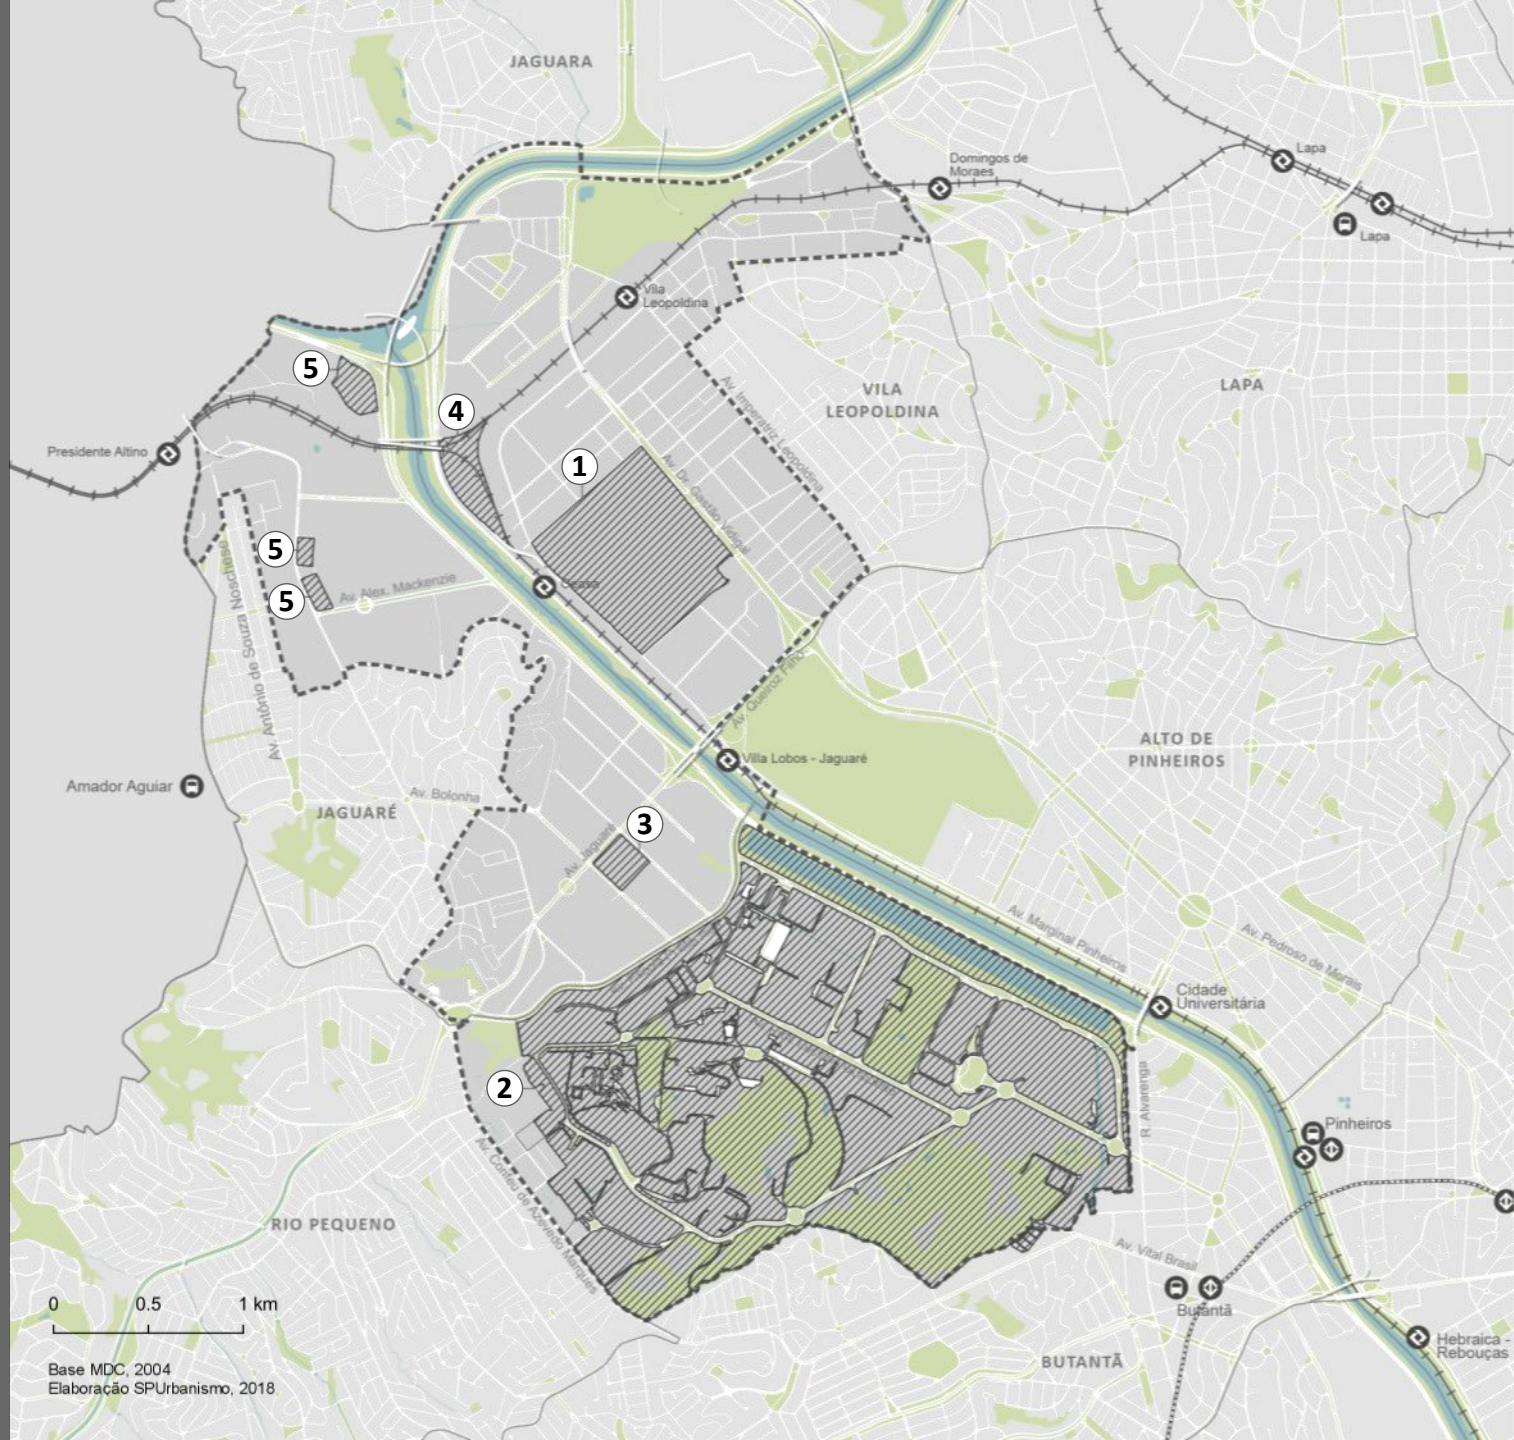 JAGUARA
Domingos de
Moraes
Lapa
Lapa
Vila
Leopoldina
5
4
VILA
LEOPOLDINA
LAPA
Av. Imperatriz Leopoldina
Presidente Altino
1
Av. Dr. Gastão Vidigal
5
Ceasa
5
Av. Alex. Mackenzie
Av. Antônio de Souza Noschese
Av. Queiroz Filho
ALTO DE
PINHEIROS
Villa Lobos - Jaguaré
Amador Aguiar
Av. Bolonha
JAGUARÉ
3
Av. Jaguaré
Av. Marginal Pinheiros
Av. Pedroso de Morais
Cidade
Universitária
2
R. Alvarenga
Pinheiros
Av. Corifeu de Azevedo Marques
RIO PEQUENO
Av. Vital Brasil
Butantã
0 0.5 1 km
Hebraica -
Rebouças
BUTANTÃ
Base MDC, 2004
Elaboração SPUrbanismo, 2018